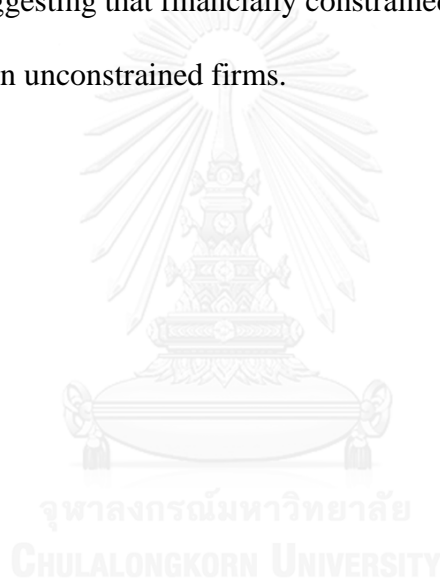 ggesting that financially constrained
n unconstrained firms.
จุฬาลงกรณ์มหาวิทยาลัย
CHULALONGKORN UNIVERSITY